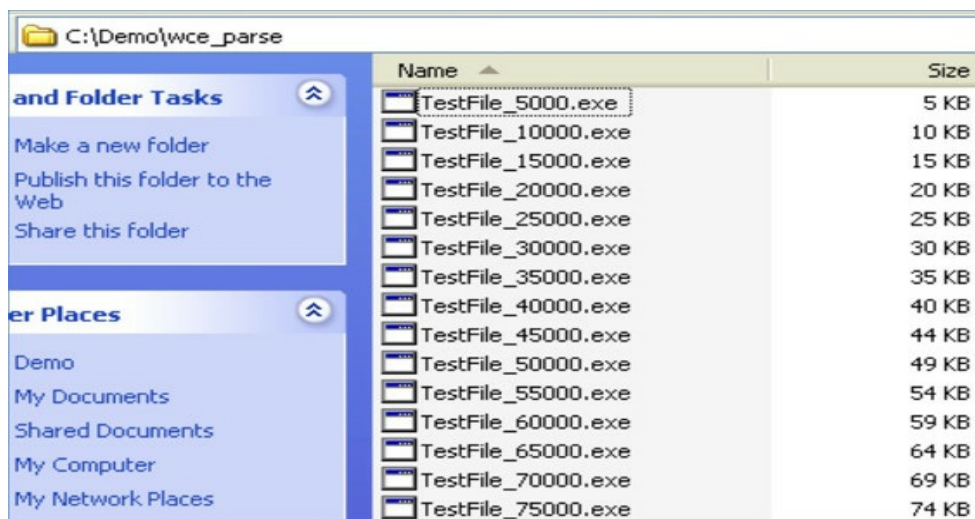 C:\Demo\wce_parse
and Folder Tasks
Make a new folder
Publish this folder to the
Web
Share this folder
er Places
Demo
My Documents
Shared Documents
My Computer
My Network Places
Name Size
TestFile_5000.exe 5 KB
TestFile_10000.exe 10 KB
TestFile_15000.exe 15 KB
TestFile_20000.exe 20 KB
TestFile_25000.exe 25 KB
TestFile_30000.exe 30 KB
TestFile_35000.exe 35 KB
TestFile_40000.exe 40 KB
TestFile_45000.exe 44 KB
TestFile_50000.exe 49 KB
TestFile_55000.exe 54 KB
TestFile_60000.exe 59 KB
TestFile_65000.exe 64 KB
TestFile_70000.exe 69 KB
TestFile_75000.exe 74 KB